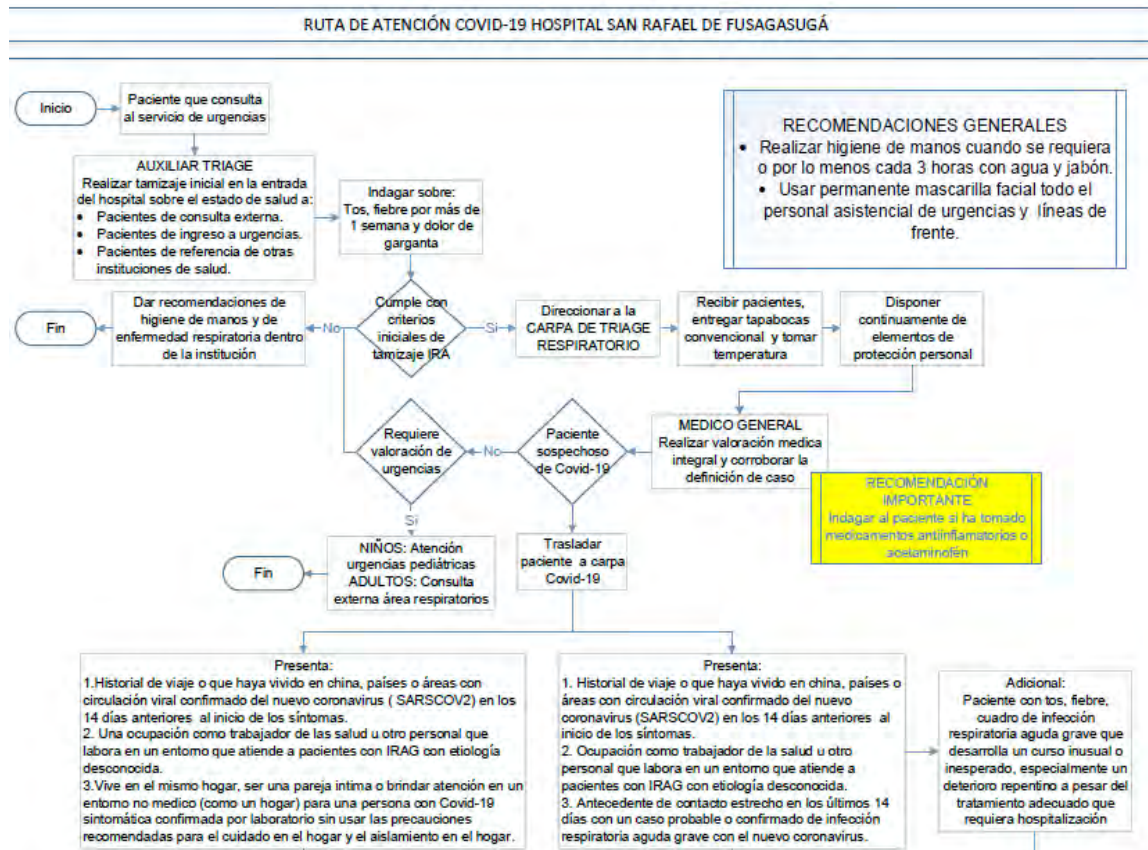 RUTA DE ATENCIÓN COVID-19 HOSPITAL SAN RAFAEL DE FUSAGASUGÁ
Inicio
Paciente que consulta
al servicio de urgencias
RECOMENDACIONES GENERALES
• Realizar higiene de manos cuando se requiera
o por lo menos cada 3 horas con agua y jabón.
• Usar permanente mascarilla facial todo el
personal asistencial de urgencias y líneas de
frente.
AUXILIAR TRIAGE
Realizar tamizaje inicial en la entrada
del hospital sobre el estado de salud a:
• Pacientes de consulta externa.
• Pacientes de ingreso a urgencias.
• Pacientes de referencia de otras
instituciones de salud.
Indagar sobre:
Tos, fiebre por más de
1 semana y dolor de
garganta
Fin
Dar recomendaciones de
higiene de manos y de
enfermedad respiratoria dentro
de la institución
No
Cumple con
criterios
iniciales de
tamizaje IRA
Si
Direccionar a la
CARPA DE TRIAGE
RESPIRATORIO
Recibir pacientes,
entregar tapabocas
convencional y tomar
temperatura
Disponer
continuamente de
elementos de
protección personal
Requiere
valoración de
urgencias
No
Paciente
sospechoso
de Covid-19
MEDICO GENERAL
Realizar valoración medica
integral y corroborar la
definición de caso
RECOMENDACIÓN
IMPORTANTE
Indagar al paciente si ha tomado
medicamentos antiinflamatorios o
acetaminofén
Si
Fin
NIÑOS: Atención
urgencias pediátricas
ADULTOS: Consulta
externa área respiratorios
Trasladar
paciente a carpa
Covid-19
Presenta:
1.Historial de viaje o que haya vivido en china, países o áreas con
circulación viral confirmado del nuevo coronavirus ( SARSCOV2) en los
14 días anteriores al inicio de los síntomas.
2. Una ocupación como trabajador de las salud u otro personal que
labora en un entorno que atiende a pacientes con IRAG con etiología
desconocida.
3.Vive en el mismo hogar, ser una pareja intima o brindar atención en un
entorno no medico (como un hogar) para una persona con Covid-19
sintomática confirmada por laboratorio sin usar las precauciones
recomendadas para el cuidado en el hogar y el aislamiento en el hogar.
Presenta:
1. Historial de viaje o que haya vivido en china, países o
áreas con circulación viral confirmado del nuevo
coronavirus (SARSCOV2) en los 14 días anteriores al
inicio de los síntomas.
2. Ocupación como trabajador de la salud u otro
personal que labora en un entorno que atiende a
pacientes con IRAG con etiología desconocida.
3. Antecedente de contacto estrecho en los últimos 14
días con un caso probable o confirmado de infección
respiratoria aguda grave con el nuevo coronavirus.
Adicional:
Paciente con tos, fiebre,
cuadro de infección
respiratoria aguda grave que
desarrolla un curso inusual o
inesperado, especialmente un
deterioro repentino a pesar del
tratamiento adecuado que
requiera hospitalización